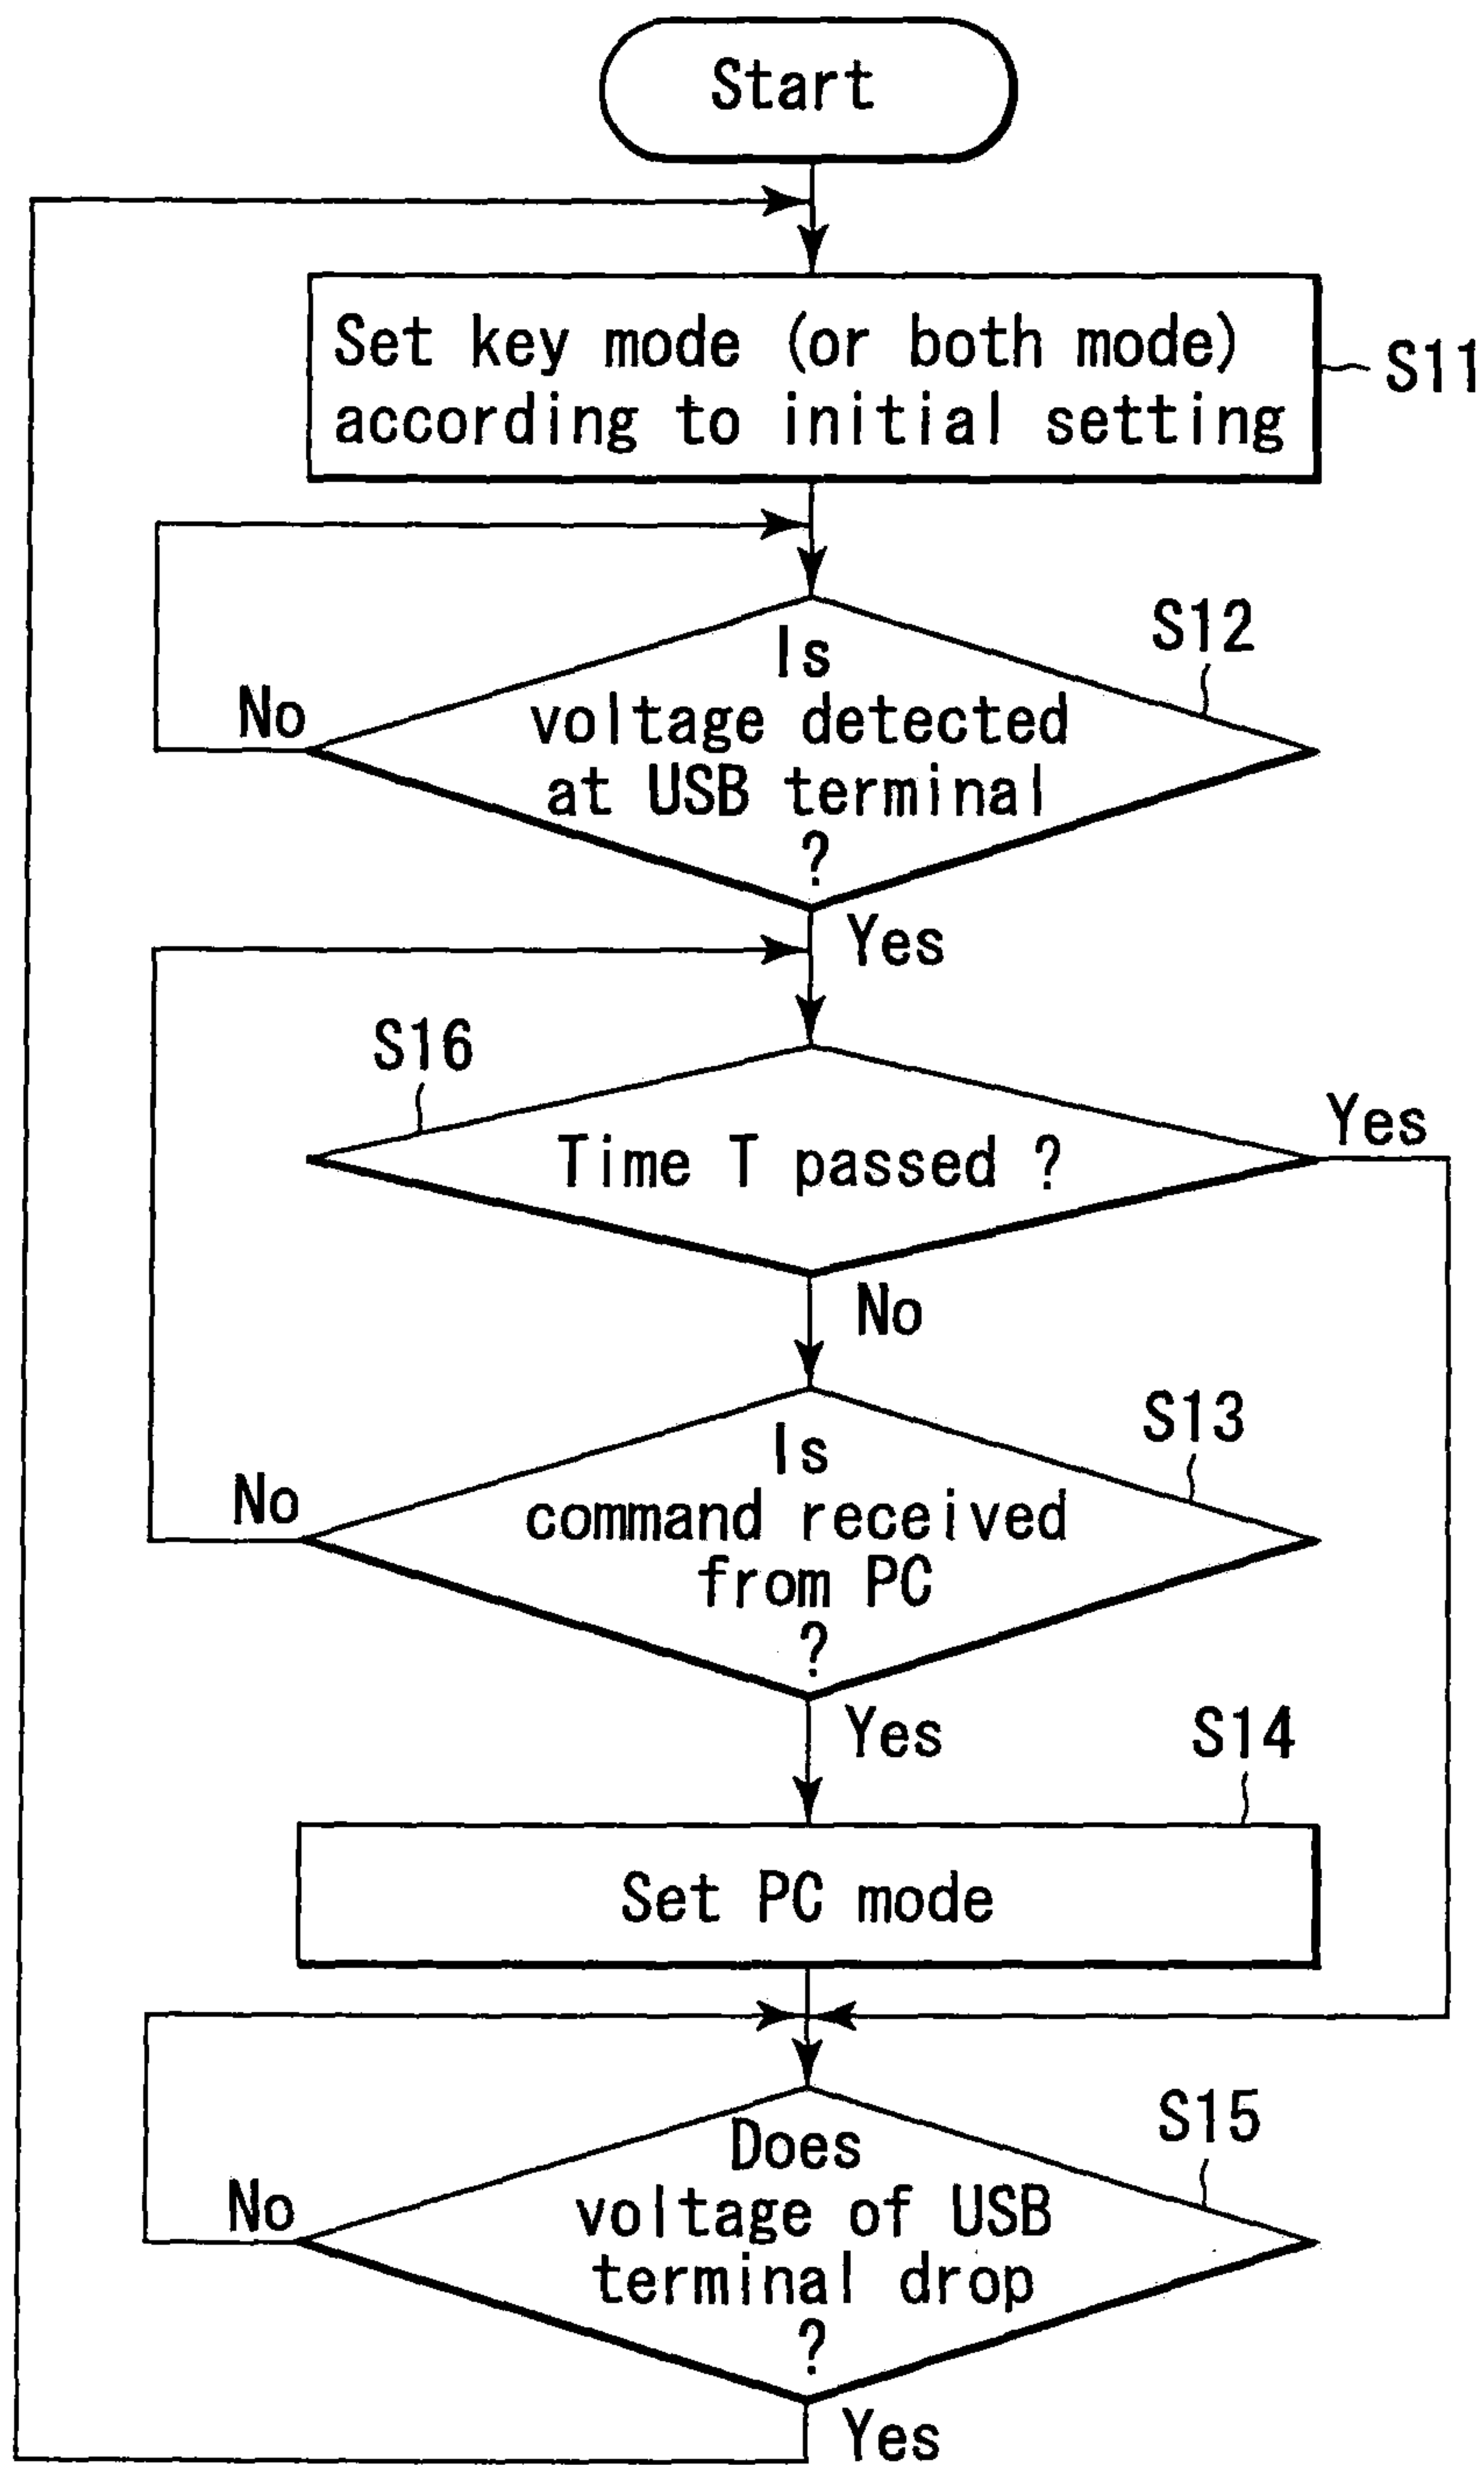 Start
Set key mode (or both mode)
according to initial setting
S11
S12
Is
voltage detected
at USB terminal
?
No
Yes
S16
Time T passed ?
Yes
No
S13
Is
command received
from PC
?
No
Yes
S14
Set PC mode
S15
Does
voltage of USB
terminal drop
?
No
Yes